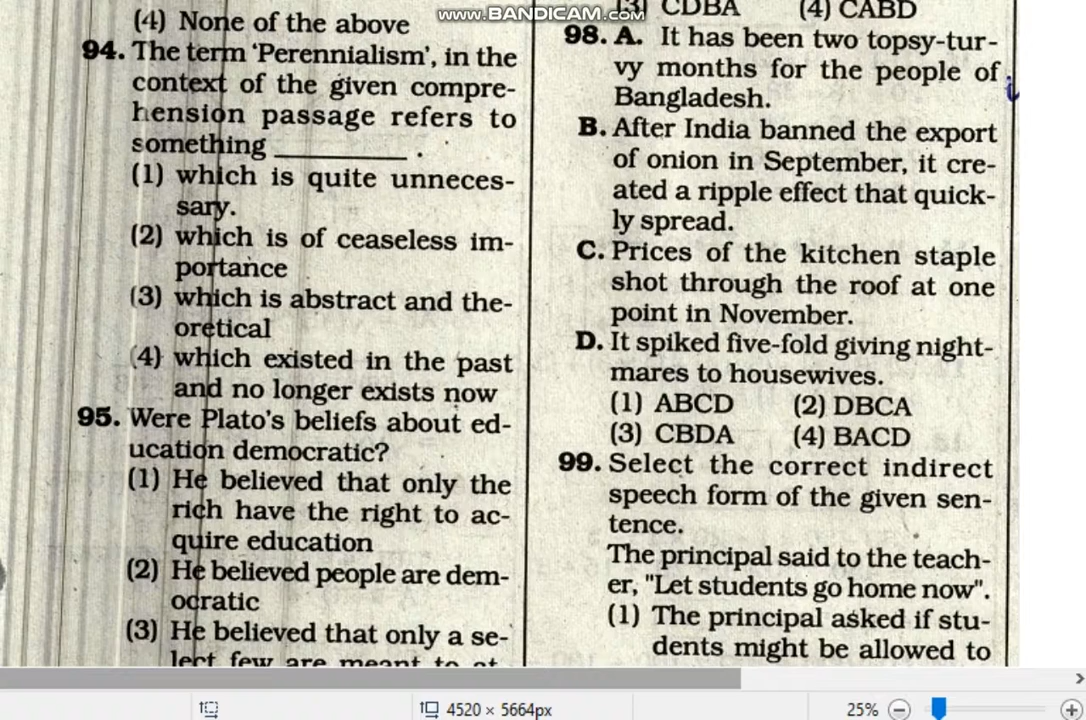 www.BANDICAM.com
(4) None of the above
94. The term ‘Perennialism’, in the
context of the given compre-
hension passage refers to
something ________ .
(1) which is quite unneces-
sary.
(2) which is of ceaseless im-
portance
(3) which is abstract and the-
oretical
(4) which existed in the past
and no longer exists now
95. Were Plato’s beliefs about ed-
ucation democratic?
(1) He believed that only the
rich have the right to ac-
quire education
(2) He believed people are dem-
ocratic
(3) He believed that only a se-
lect few are meant to at-
(3) CDBA (4) CABD
98. A. It has been two topsy-tur-
vy months for the people of
Bangladesh.
B. After India banned the export
of onion in September, it cre-
ated a ripple effect that quick-
ly spread.
C. Prices of the kitchen staple
shot through the roof at one
point in November.
D. It spiked five-fold giving night-
mares to housewives.
(1) ABCD (2) DBCA
(3) CBDA (4) BACD
99. Select the correct indirect
speech form of the given sen-
tence.
The principal said to the teach-
er, "Let students go home now".
(1) The principal asked if stu-
dents might be allowed to
4520 × 5664px
25%